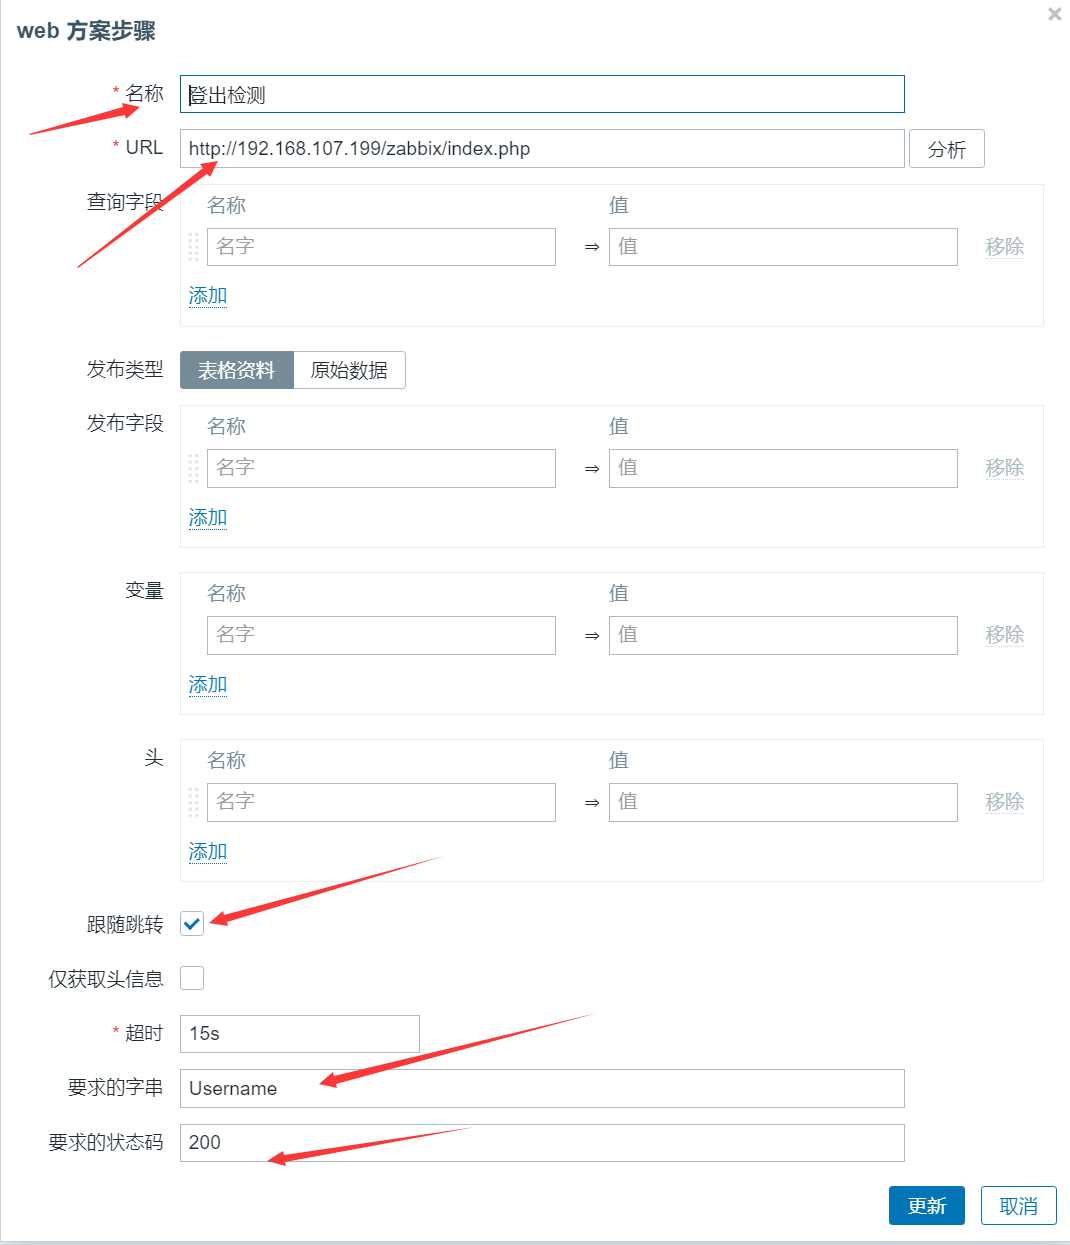 web 方案步骤
* 名称 登出检测
* URL http://192.168.107.199/zabbix/index.php 分析
查询字段 名称 值
名字 ⇒ 值 移除
添加
发布类型 表格资料 原始数据
发布字段 名称 值
名字 ⇒ 值 移除
添加
变量 名称 值
名字 ⇒ 值 移除
添加
头 名称 值
名字 ⇒ 值 移除
添加
跟随跳转
仅获取头信息
* 超时 15s
要求的字串 Username
要求的状态码 200
更新 取消